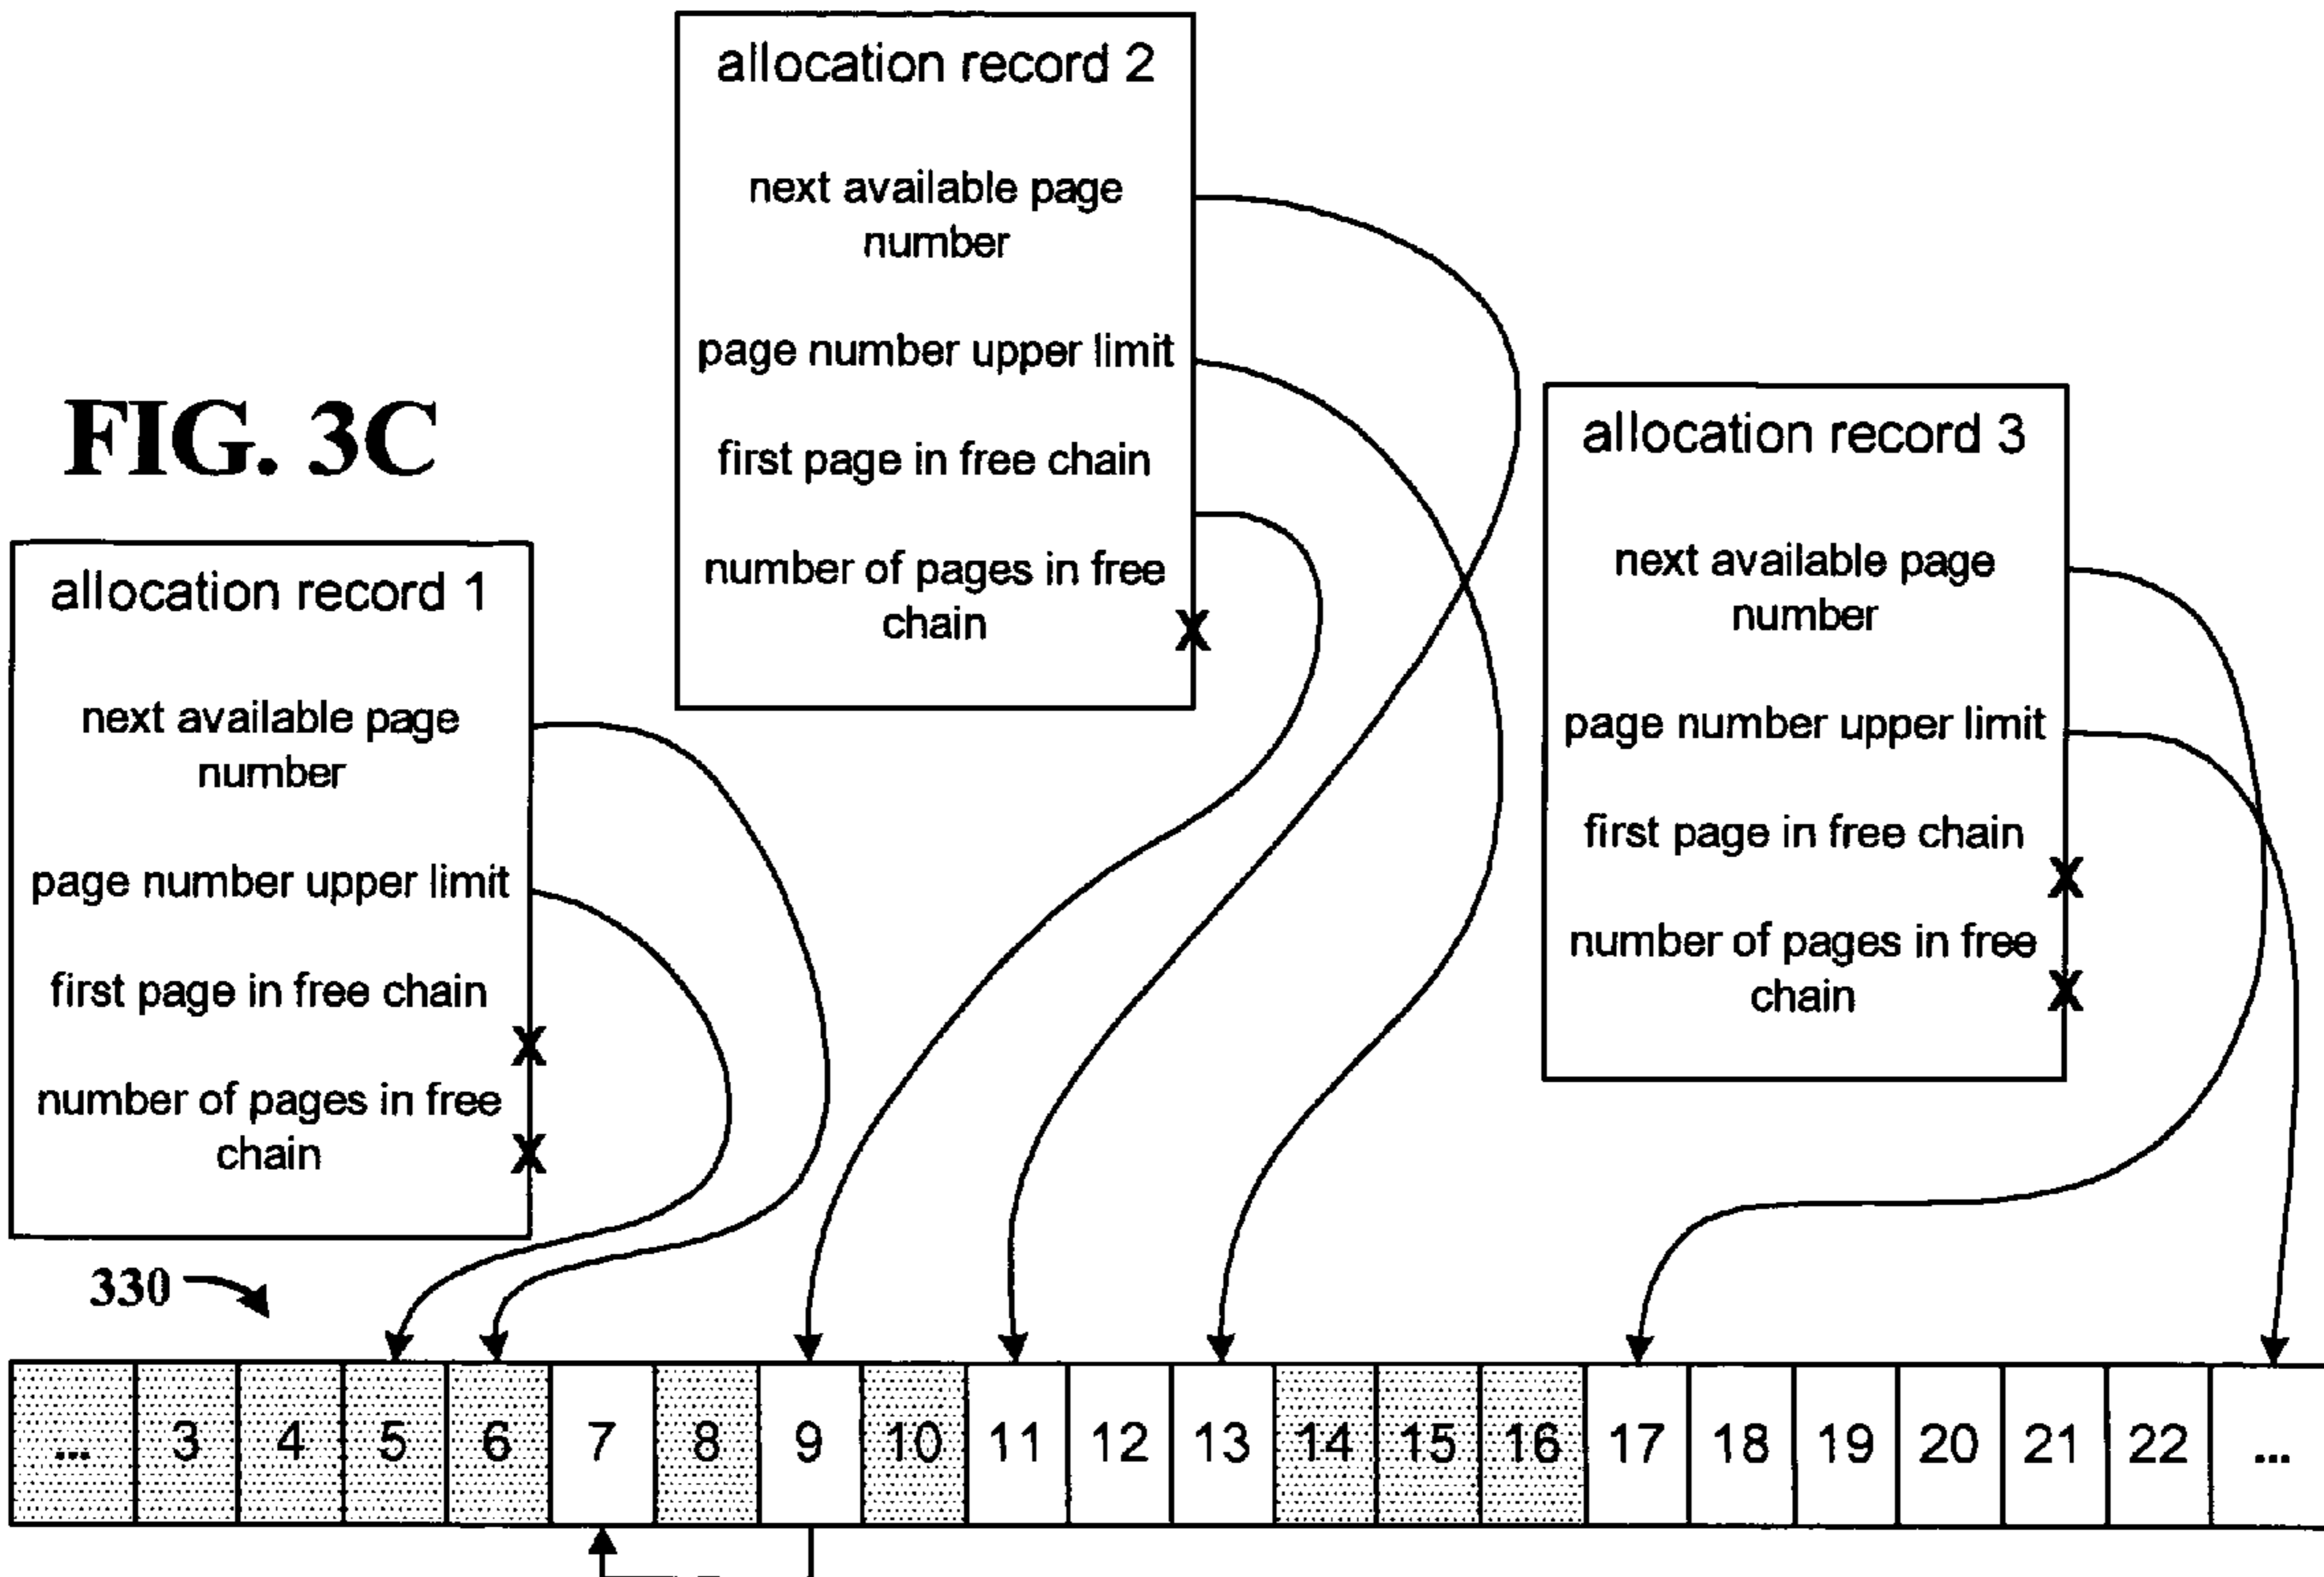 allocation record 2
next available page
number
page number upper limit
first page in free chain
number of pages in free
chain
X
FIG. 3C
allocation record 3
next available page
number
page number upper limit
first page in free chain
X
number of pages in free
chain
X
allocation record 1
next available page
number
page number upper limit
first page in free chain
X
number of pages in free
chain
X
330
... 3 4 5 6 7 8 9 10 11 12 13 14 15 16 17 18 19 20 21 22 ...